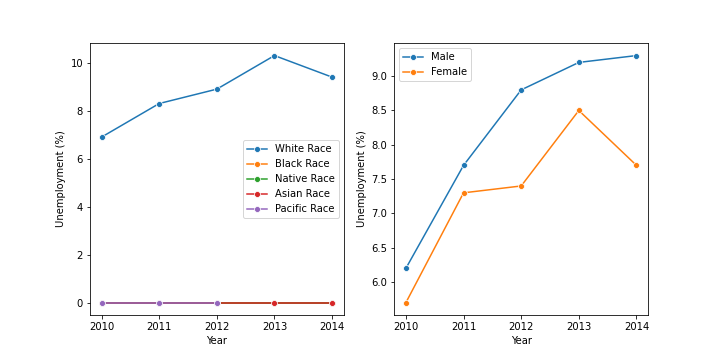 10
8
6
4
2
0
Unemployment (%)
White Race
Black Race
Native Race
Asian Race
Pacific Race
2010 2011 2012 2013 2014
Year
9.0
8.5
8.0
7.5
7.0
6.5
6.0
Unemployment (%)
Male
Female
2010 2011 2012 2013 2014
Year